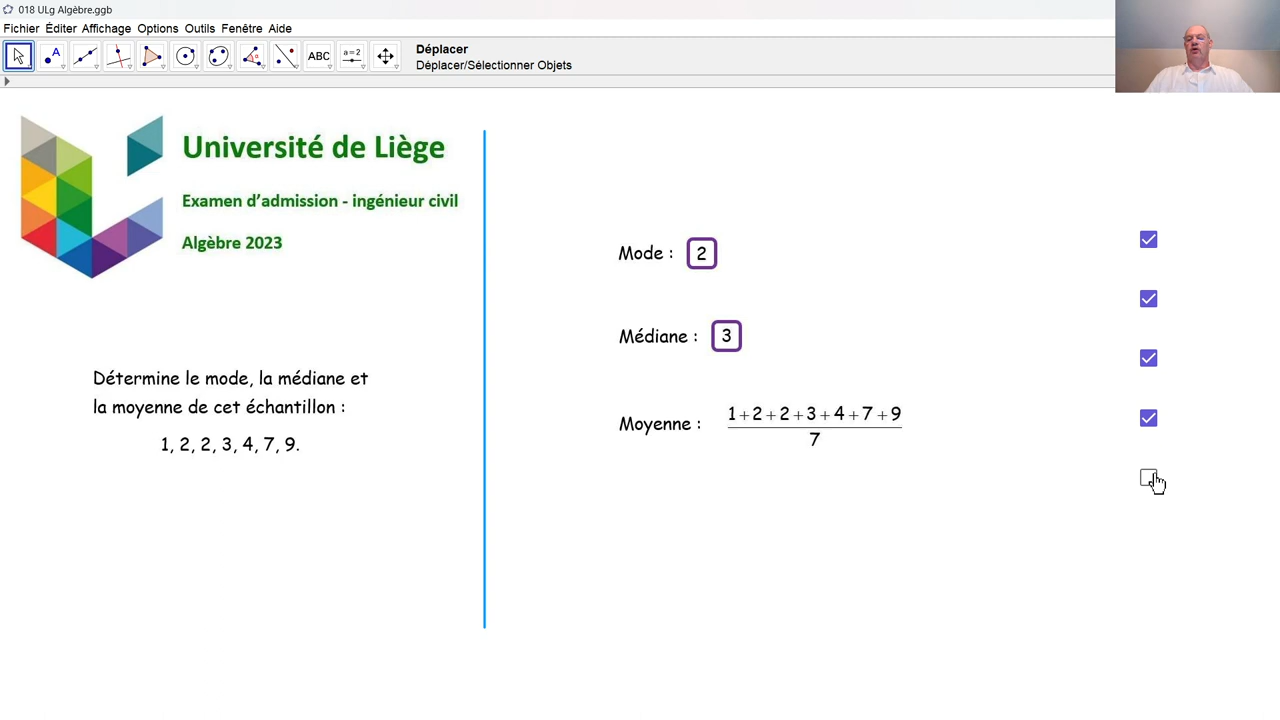 018 ULg Algèbre.ggb
Fichier Éditer Affichage Options Outils Fenêtre Aide
A
ABC
a=2
Déplacer
Déplacer/Sélectionner Objets
Université de Liège
Examen d’admission - ingénieur civil
Algèbre 2023
Détermine le mode, la médiane et
la moyenne de cet échantillon :
1, 2, 2, 3, 4, 7, 9.
Mode : 2
Médiane : 3
Moyenne : 1+2+2+3+4+7+9
7